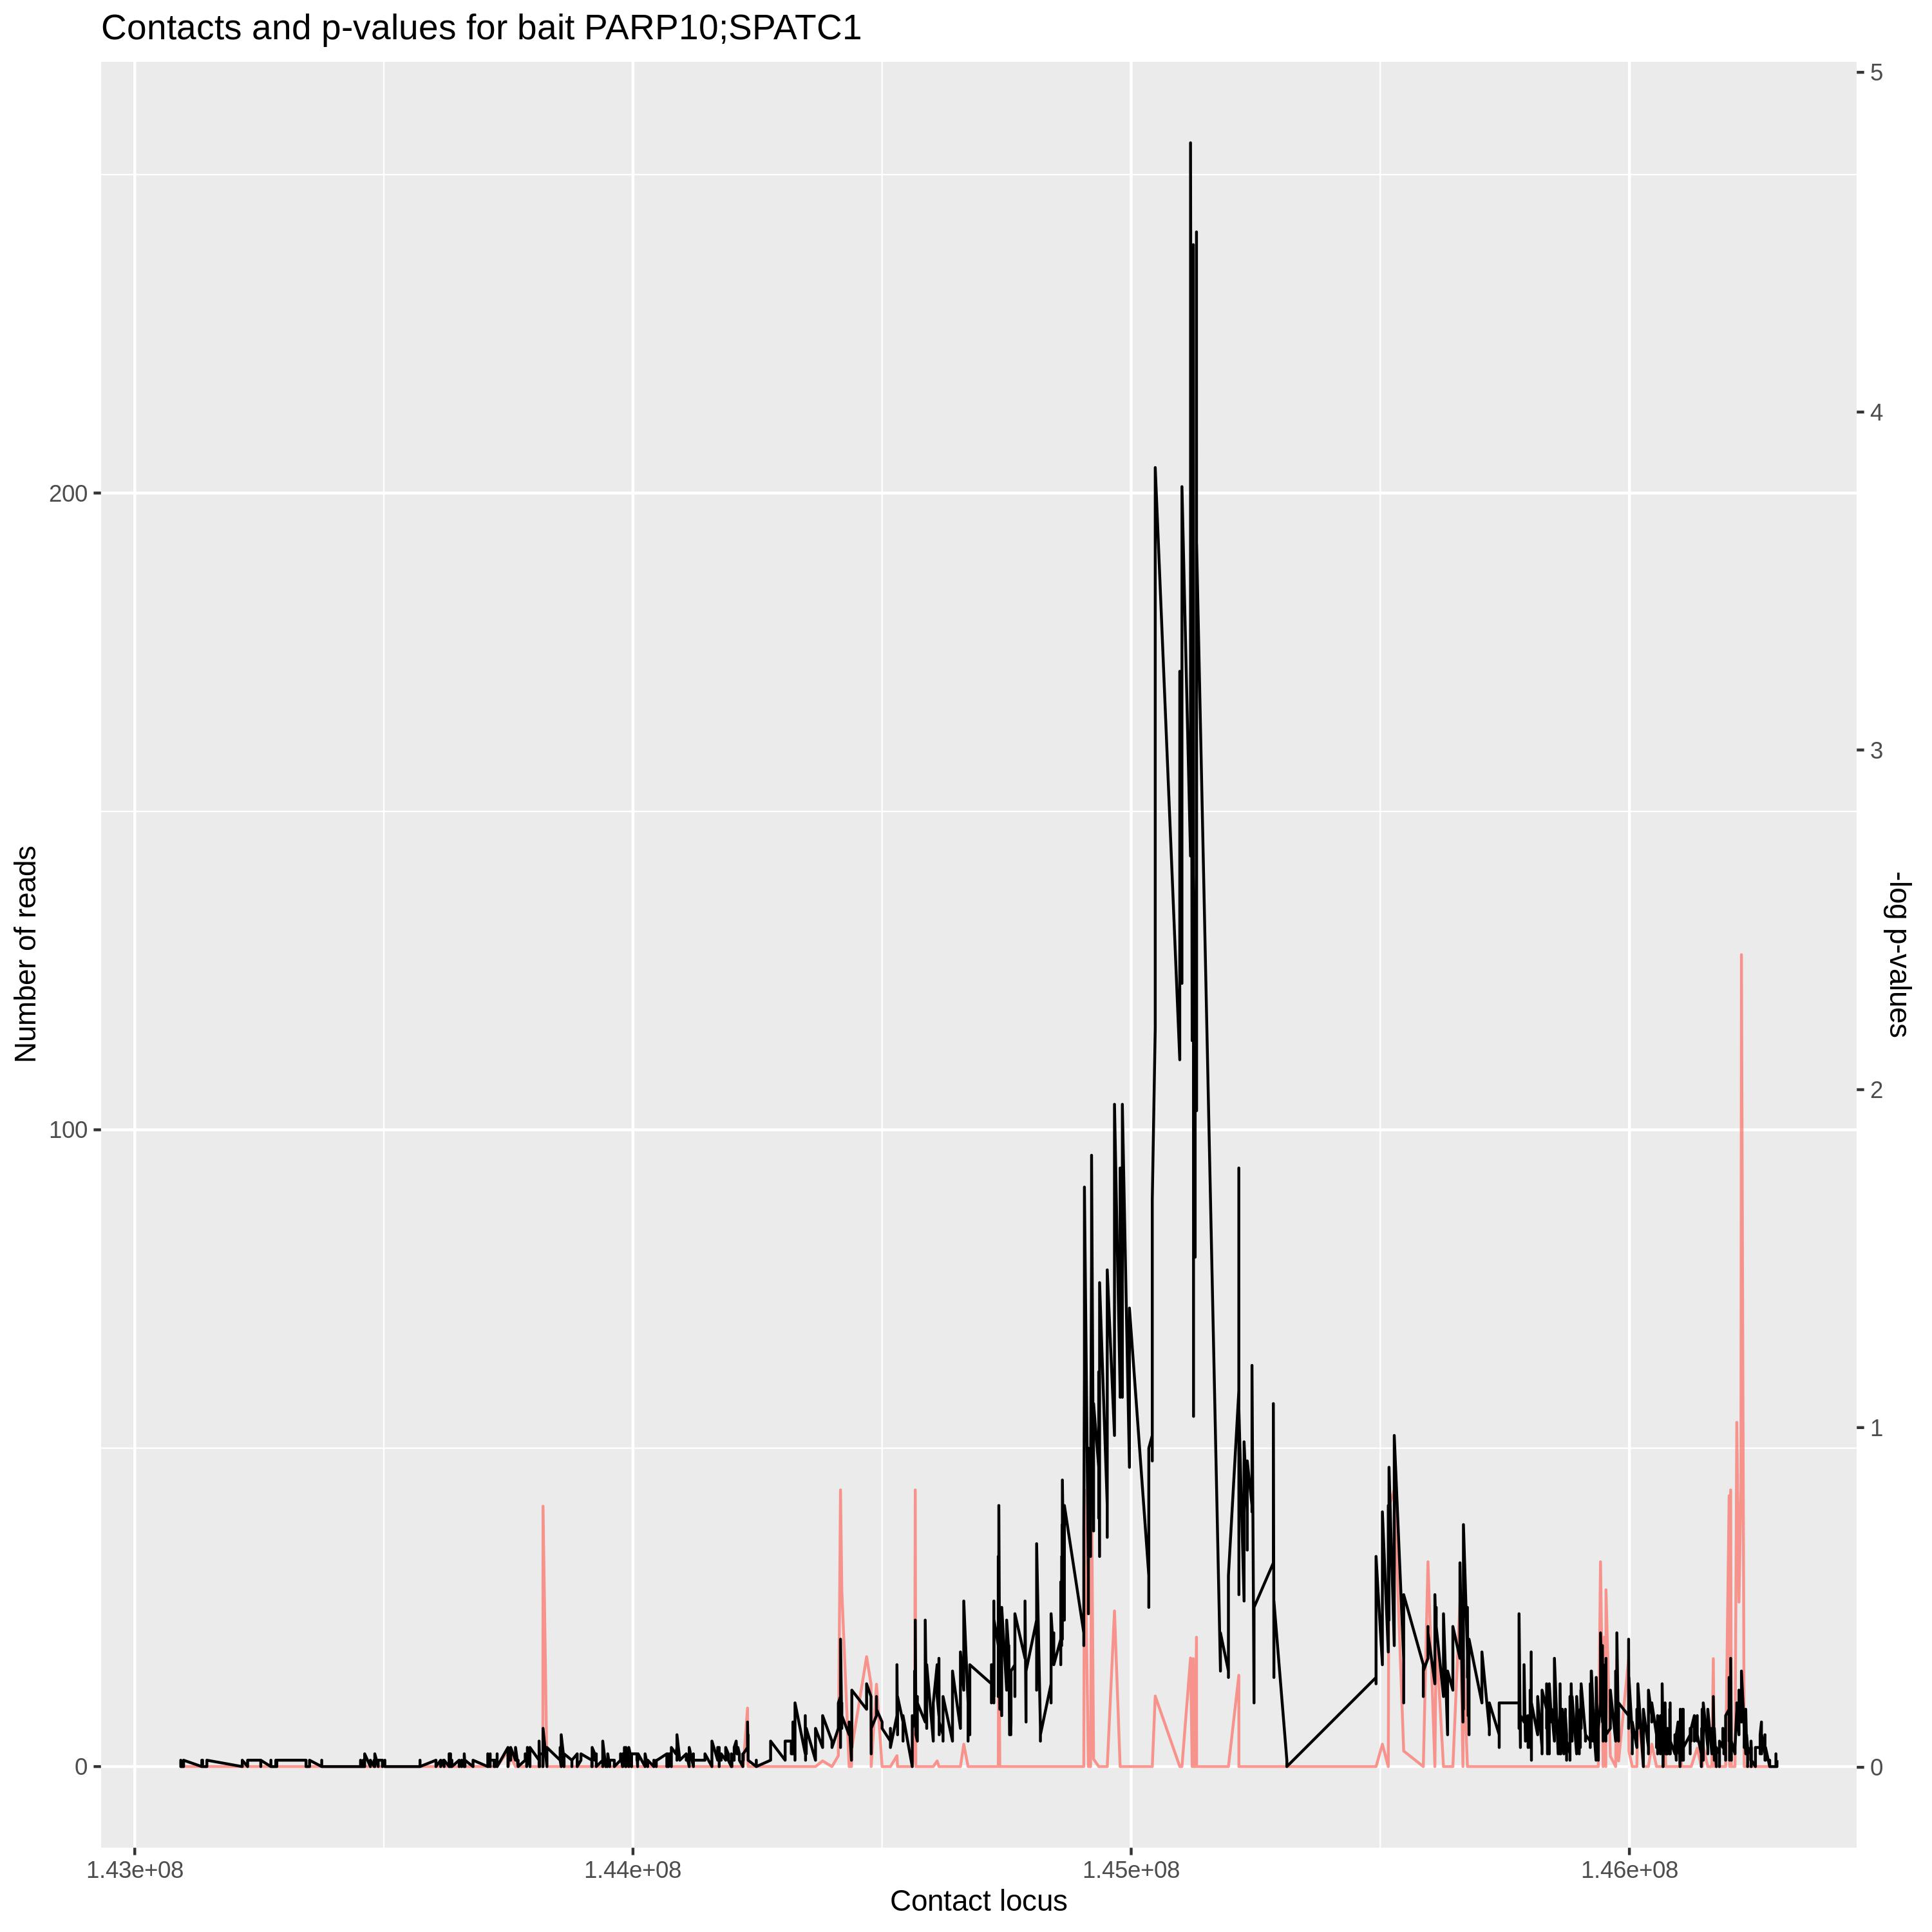 Contacts and p-values for bait PARP10;SPATC1
5
4
200
3
Number of reads
-log p-values
2
100
1
0
0
1.43e+08
1.44e+08
1.45e+08
1.46e+08
Contact locus